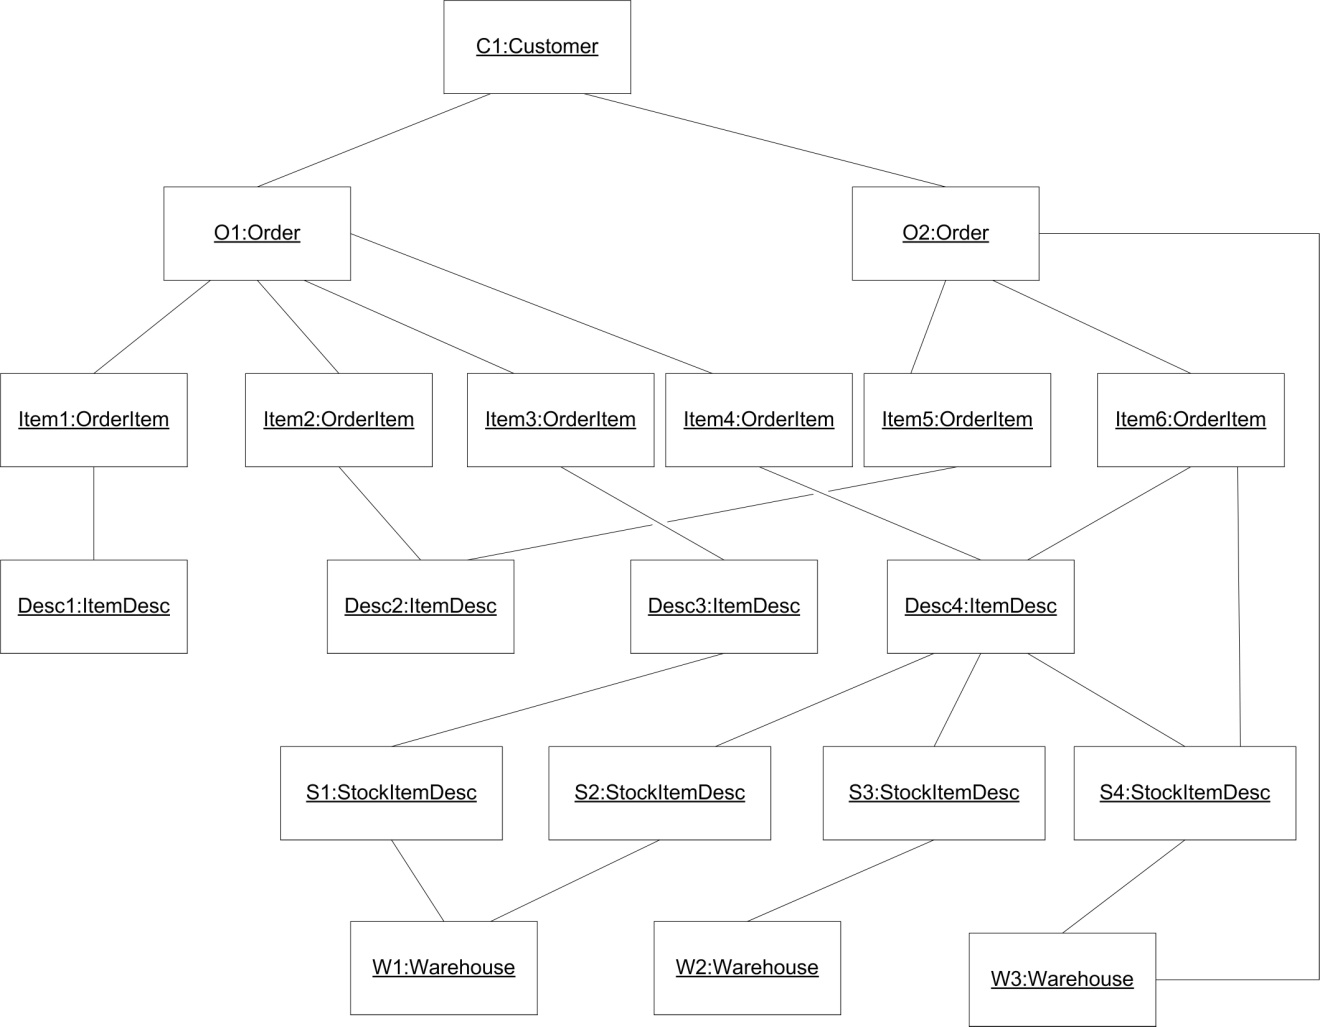 C1:Customer
O1:Order
O2:Order
Item1:OrderItem
Item2:OrderItem
Item3:OrderItem
Item4:OrderItem
Item5:OrderItem
Item6:OrderItem
Desc1:ItemDesc
Desc2:ItemDesc
Desc3:ItemDesc
Desc4:ItemDesc
S1:StockItemDesc
S2:StockItemDesc
S3:StockItemDesc
S4:StockItemDesc
W1:Warehouse
W2:Warehouse
W3:Warehouse